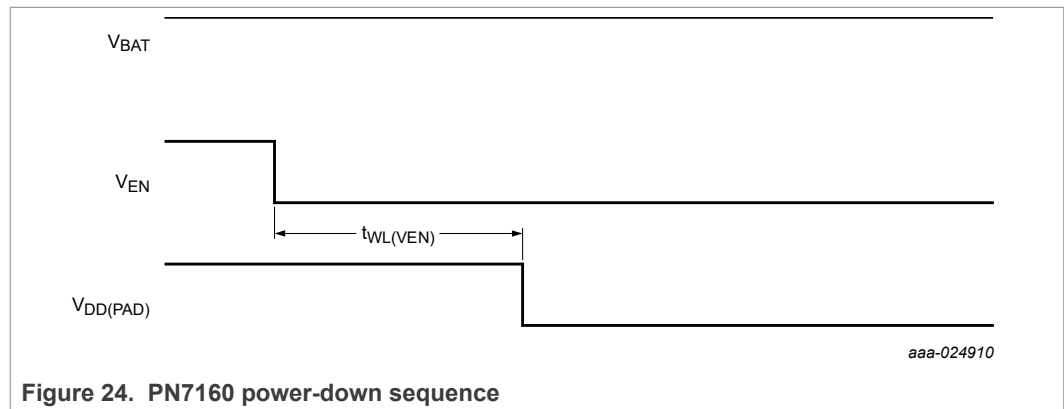 VBAT
VEN
tWL(VEN)
VDD(PAD)
aaa-024910
Figure 24. PN7160 power-down sequence